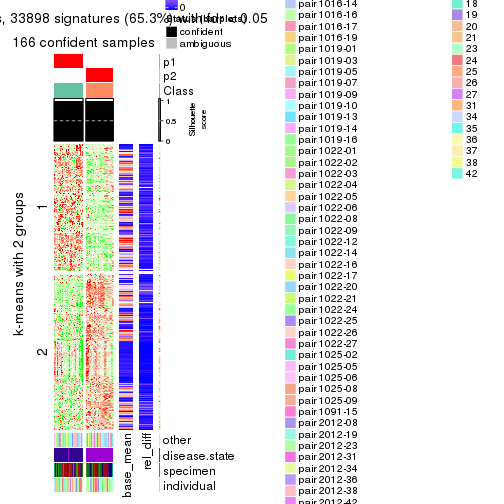 0
, 33898 signatures (65.3%) with fdr < 0.05
confident
ambiguous
166 confident samples
p1
p2
Class
1
0.5
0
Silhouette
score
k-means with 2 groups
1
2
base_mean
rel_diff
other
disease.state
specimen
individual
pair1016-14
pair1016-16
pair1016-17
pair1016-19
pair1019-01
pair1019-03
pair1019-05
pair1019-07
pair1019-09
pair1019-10
pair1019-13
pair1019-14
pair1019-16
pair1022-01
pair1022-02
pair1022-03
pair1022-04
pair1022-05
pair1022-06
pair1022-08
pair1022-09
pair1022-12
pair1022-14
pair1022-16
pair1022-17
pair1022-20
pair1022-21
pair1022-24
pair1022-25
pair1022-26
pair1022-27
pair1025-02
pair1025-05
pair1025-06
pair1025-08
pair1025-09
pair1091-15
pair2012-08
pair2012-19
pair2012-23
pair2012-31
pair2012-34
pair2012-36
pair2012-38
pair2012-42
18
19
20
21
23
24
25
26
27
31
34
35
36
37
38
42